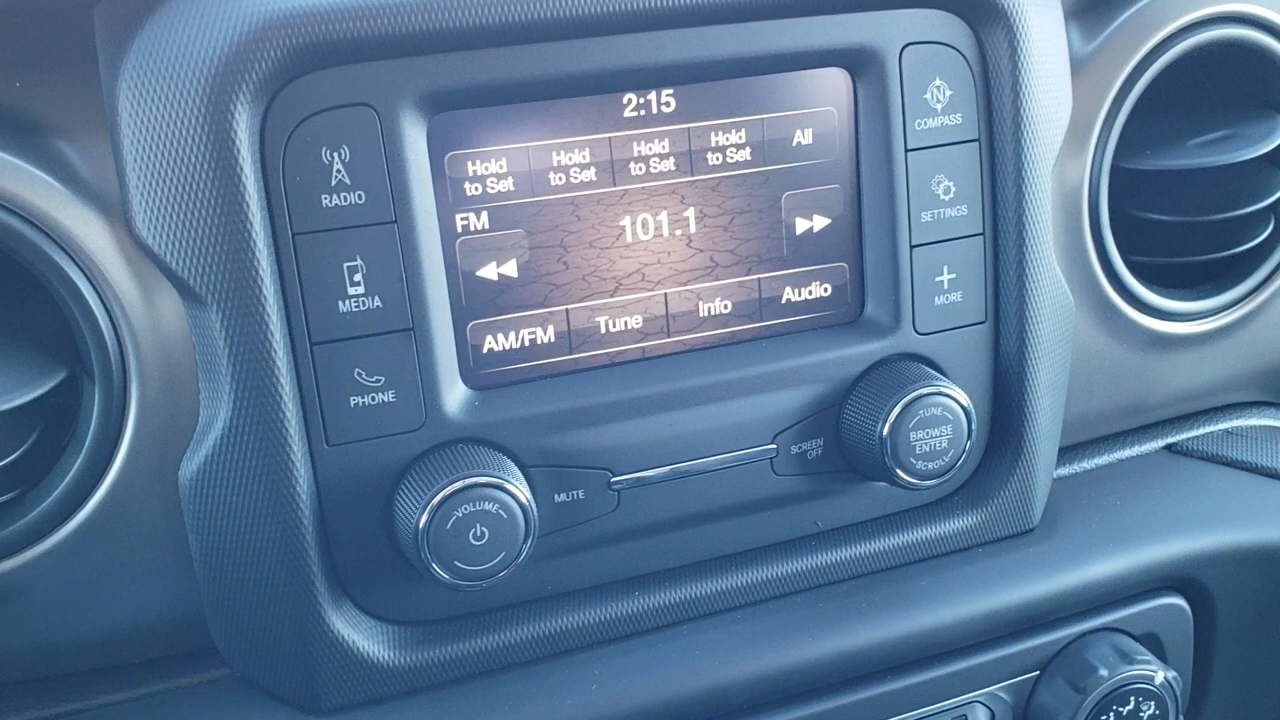 2:15
Hold
to Set
Hold
to Set
Hold
to Set
Hold
to Set
All
FM
101.1
AM/FM
Tune
Info
Audio
RADIO
MEDIA
PHONE
N
COMPASS
SETTINGS
MORE
VOLUME
MUTE
SCREEN
OFF
TUNE
BROWSE
ENTER
SCROLL